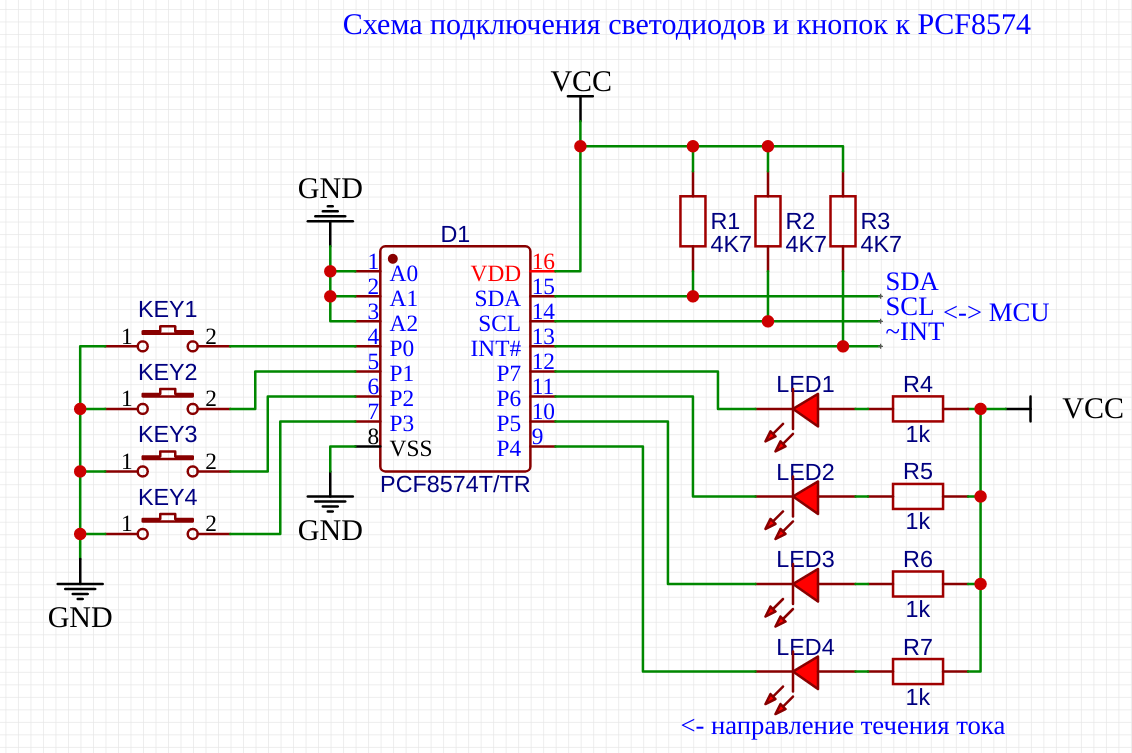 Схема подключения светодиодов и кнопок к PCF8574
VCC
GND
D1
R1
4K7
R2
4K7
R3
4K7
1
A0
VDD
16
2
A1
SDA
15
3
A2
SCL
14
4
P0
INT#
13
5
P1
P7
12
6
P2
P6
11
7
P3
P5
10
8
VSS
P4
9
PCF8574T/TR
GND
SDA
SCL
~INT
<-> MCU
KEY1
1
2
KEY2
1
2
KEY3
1
2
KEY4
1
2
GND
LED1
R4
1k
VCC
LED2
R5
1k
LED3
R6
1k
LED4
R7
1k
<- направление течения тока